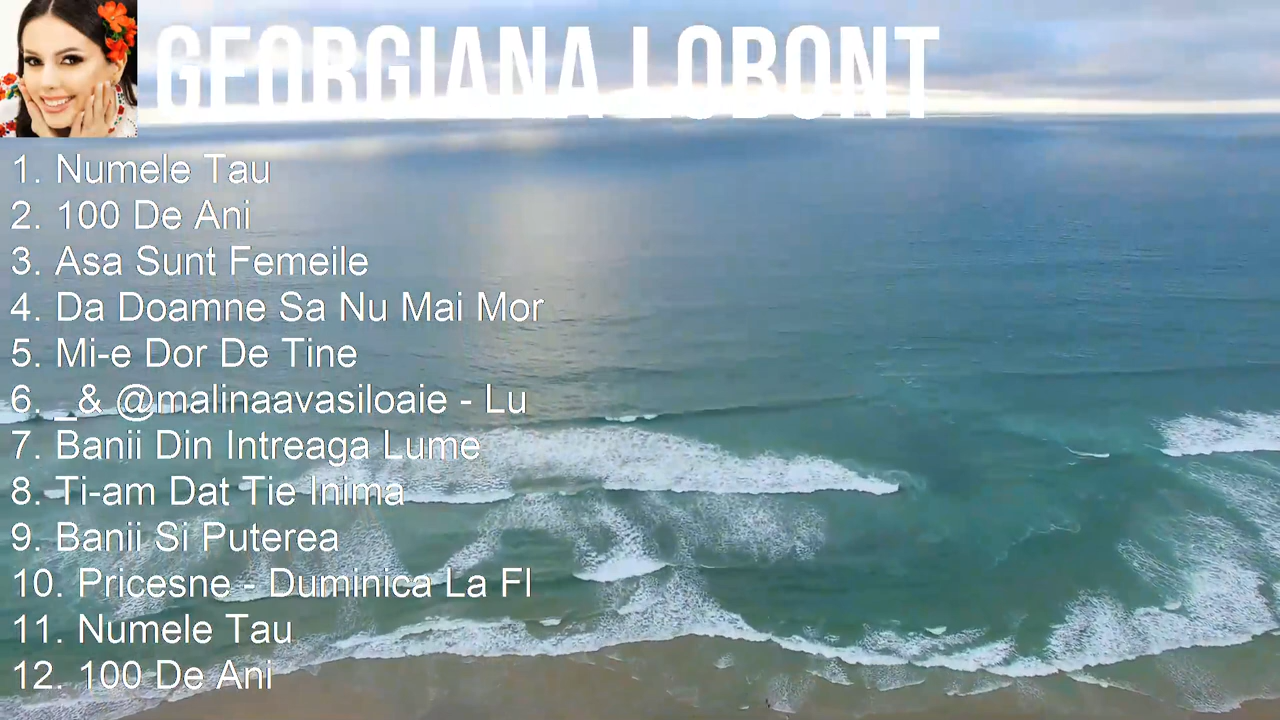 GEORGIANA LOBONT
1. Numele Tau
2. 100 De Ani
3. Asa Sunt Femeile
4. Da Doamne Sa Nu Mai Mor
5. Mi-e Dor De Tine
6. _& @malinaavasiloaie - Lu
7. Banii Din Intreaga Lume
8. Ti-am Dat Tie Inima
9. Banii Si Puterea
10. Pricesne - Duminica La Fl
11. Numele Tau
12. 100 De Ani